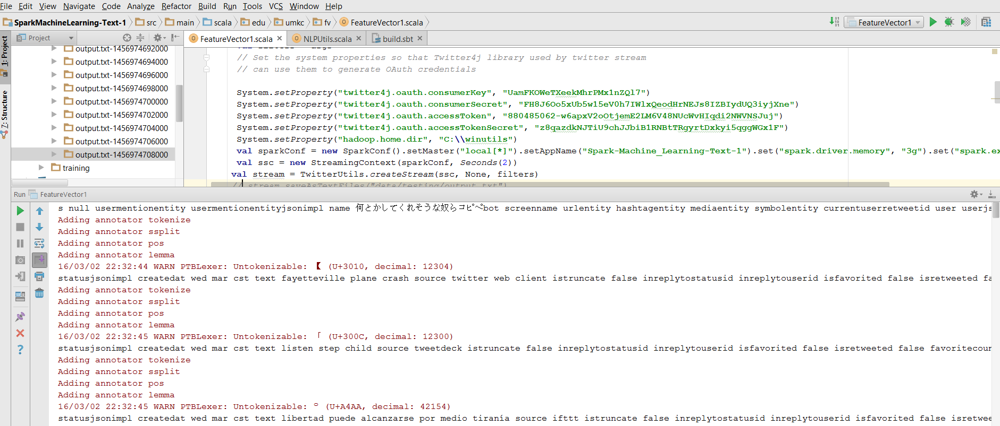 File Edit View Navigate Code Analyze Refactor Build Run Tools VCS Window Help
SparkMachineLearning-Text-1 src main scala edu umkc fv FeatureVector1.scala FeatureVector1
1: Project
7: Structure
Project
FeatureVector1.scala NLPUtils.scala build.sbt
output.txt-1456974692000
output.txt-1456974694000
output.txt-1456974696000
output.txt-1456974698000
output.txt-1456974700000
output.txt-1456974702000
output.txt-1456974704000
output.txt-1456974706000
output.txt-1456974708000
training
// Set the system properties so that Twitter4j library used by twitter stream
// can use them to generate OAuth credentials
System.setProperty("twitter4j.oauth.consumerKey", "UamFKOWeTXeekMhrPMx1nZQl7")
System.setProperty("twitter4j.oauth.consumerSecret", "FH8J6Oo5xUb5w15eV0h7IWlxQeodHrNEJs8IZBIydUQ3iyjXne")
System.setProperty("twitter4j.oauth.accessToken", "880485062-w6apxV2oOtjemE2LM6V48NUcWvHIqdi2NWVNSJuj")
System.setProperty("twitter4j.oauth.accessTokenSecret", "z8qazdkNJTiU9chJJbiB1RNBtTRgyrtDxkyi5qggWGx1F")
System.setProperty("hadoop.home.dir", "C:\\winutils")
val sparkConf = new SparkConf().setMaster("local[*]").setAppName("Spark-Machine_Learning-Text-1").set("spark.driver.memory", "3g").set("spark.ex
val ssc = new StreamingContext(sparkConf, Seconds(2))
val stream = TwitterUtils.createStream(ssc, None, filters)
// stream.saveAsTextFiles("data/testing/output.txt")
Run FeatureVector1
s null usermentionentity usermentionentityjsonimpl name 何とかしてくれそうな奴らコピペbot screenname urlentity hashtagentity mediaentity symbolentity currentuserretweetid user userjs
Adding annotator tokenize
Adding annotator ssplit
Adding annotator pos
Adding annotator lemma
16/03/02 22:32:44 WARN PTBLexer: Untokenizable: 【 (U+3010, decimal: 12304)
statusjsonimpl createdat wed mar cst text fayetteville plane crash source twitter web client istruncate false inreplytostatusid inreplytouserid isfavorited false isretweeted fa
Adding annotator tokenize
Adding annotator ssplit
Adding annotator pos
Adding annotator lemma
16/03/02 22:32:45 WARN PTBLexer: Untokenizable: 「 (U+300C, decimal: 12300)
statusjsonimpl createdat wed mar cst text listen step child source tweetdeck istruncate false inreplytostatusid inreplytouserid isfavorited false isretweeted false favoritecoun
Adding annotator tokenize
Adding annotator ssplit
Adding annotator pos
Adding annotator lemma
16/03/02 22:32:45 WARN PTBLexer: Untokenizable: ꒪ (U+A4AA, decimal: 42154)
statusjsonimpl createdat wed mar cst text libertad puede alcanzarse por medio tiranía source ifttt istruncate false inreplytostatusid inreplytouserid isfavorited false isretwee